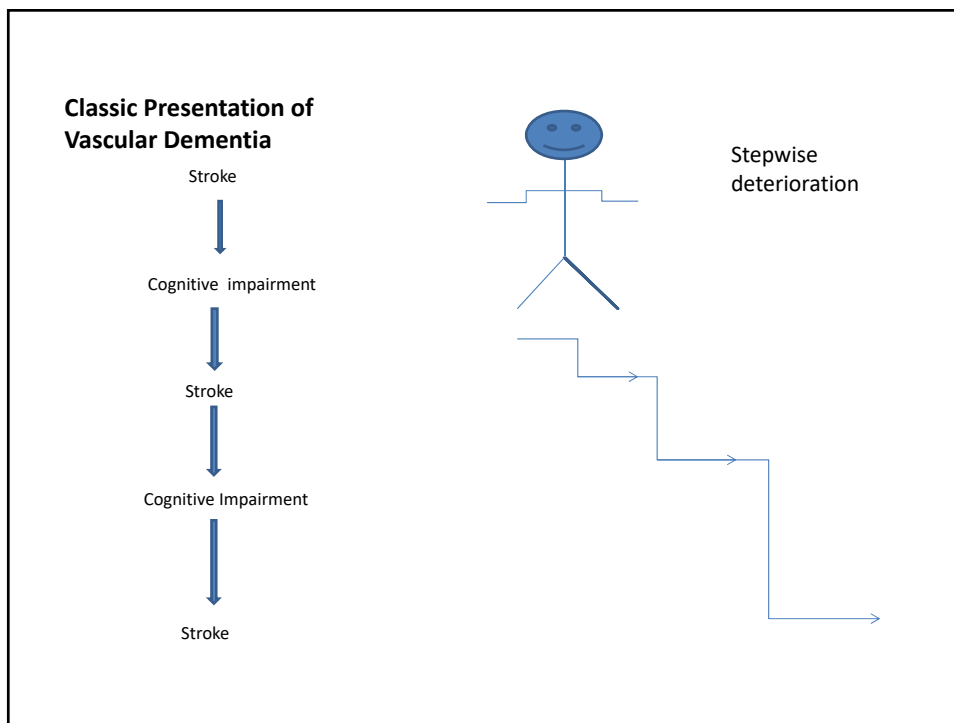 Classic Presentation of
Vascular Dementia
Stroke
Cognitive impairment
Stroke
Cognitive Impairment
Stroke
Stepwise
deterioration